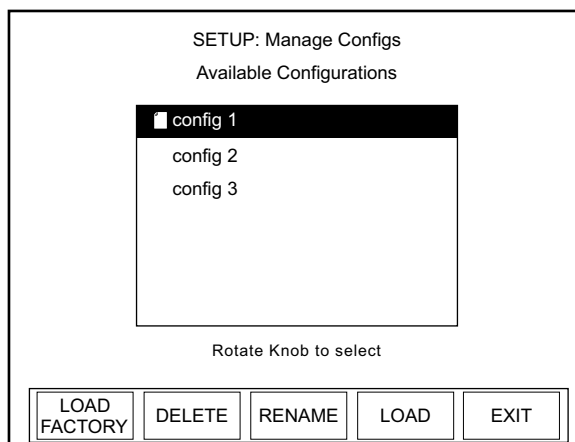 SETUP: Manage Configs
Available Configurations
config 1
config 2
config 3
Rotate Knob to select
LOAD
FACTORY
DELETE
RENAME
LOAD
EXIT